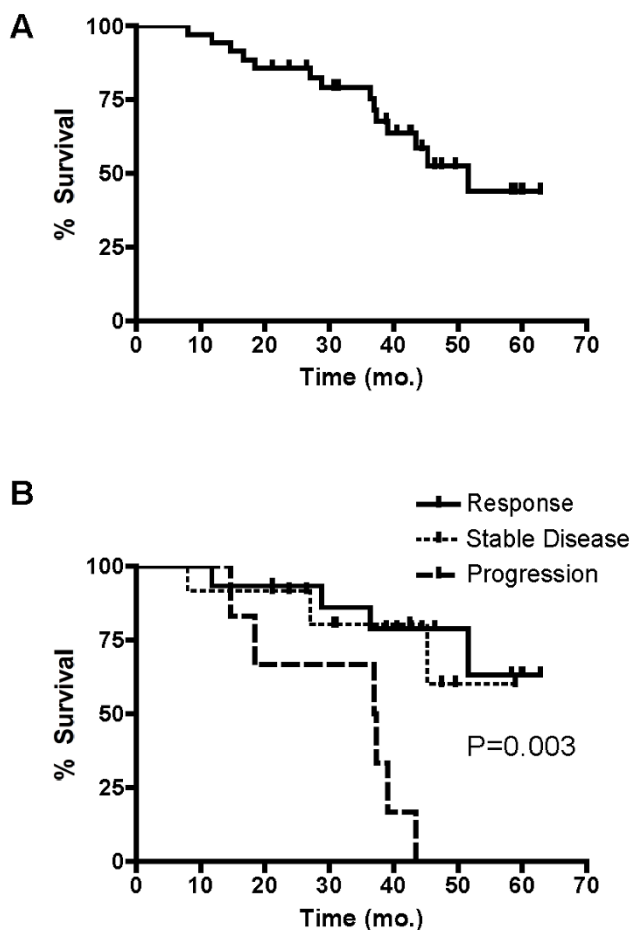 A
100
75
50
25
0
% Survival
0 10 20 30 40 50 60 70
Time (mo.)
B
Response
Stable Disease
Progression
100
75
50
25
0
% Survival
P=0.003
0 10 20 30 40 50 60 70
Time (mo.)